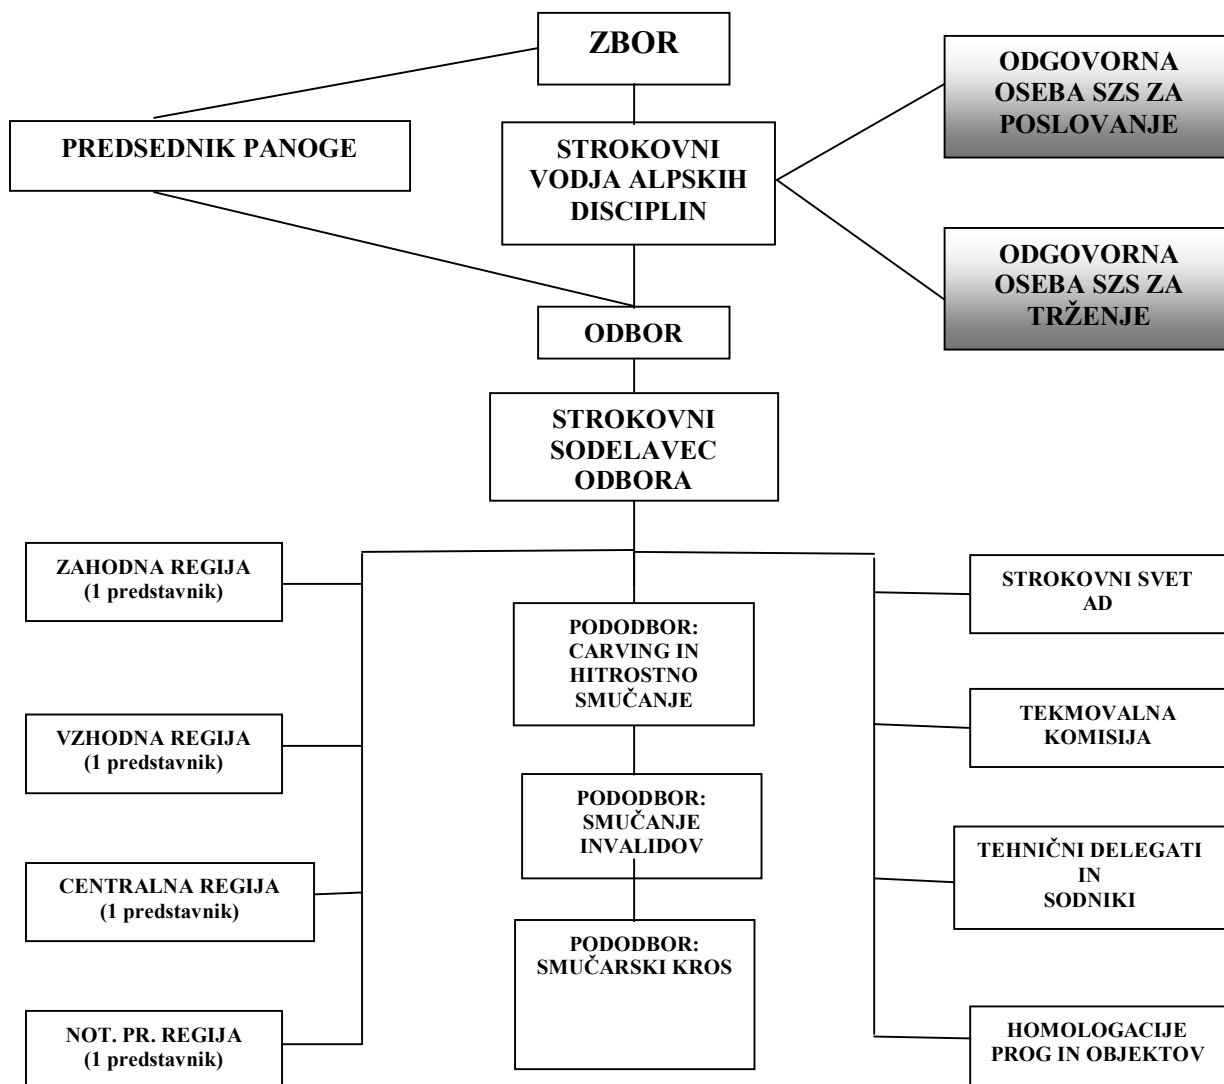 ZBOR
PREDSEDNIK PANOGE
STROKOVNI
VODJA ALPSKIH
DISCIPLIN
ODGOVORNA
OSEBA SZS ZA
POSLOVANJE
ODGOVORNA
OSEBA SZS ZA
TRŽENJE
ODBOR
STROKOVNI
SODELAVEC
ODBORA
ZAHODNA REGIJA
(1 predstavnik)
VZHODNA REGIJA
(1 predstavnik)
CENTRALNA REGIJA
(1 predstavnik)
NOT. PR. REGIJA
(1 predstavnik)
PODODBOR:
CARVING IN
HITROSTNO
SMUČANJE
PODODBOR:
SMUČANJE
INVALIDOV
PODODBOR:
SMUČARSKI KROS
STROKOVNI SVET
AD
TEKMOVALNA
KOMISIJA
TEHNIČNI DELEGATI
IN
SODNIKI
HOMOLOGACIJE
PROG IN OBJEKTOV